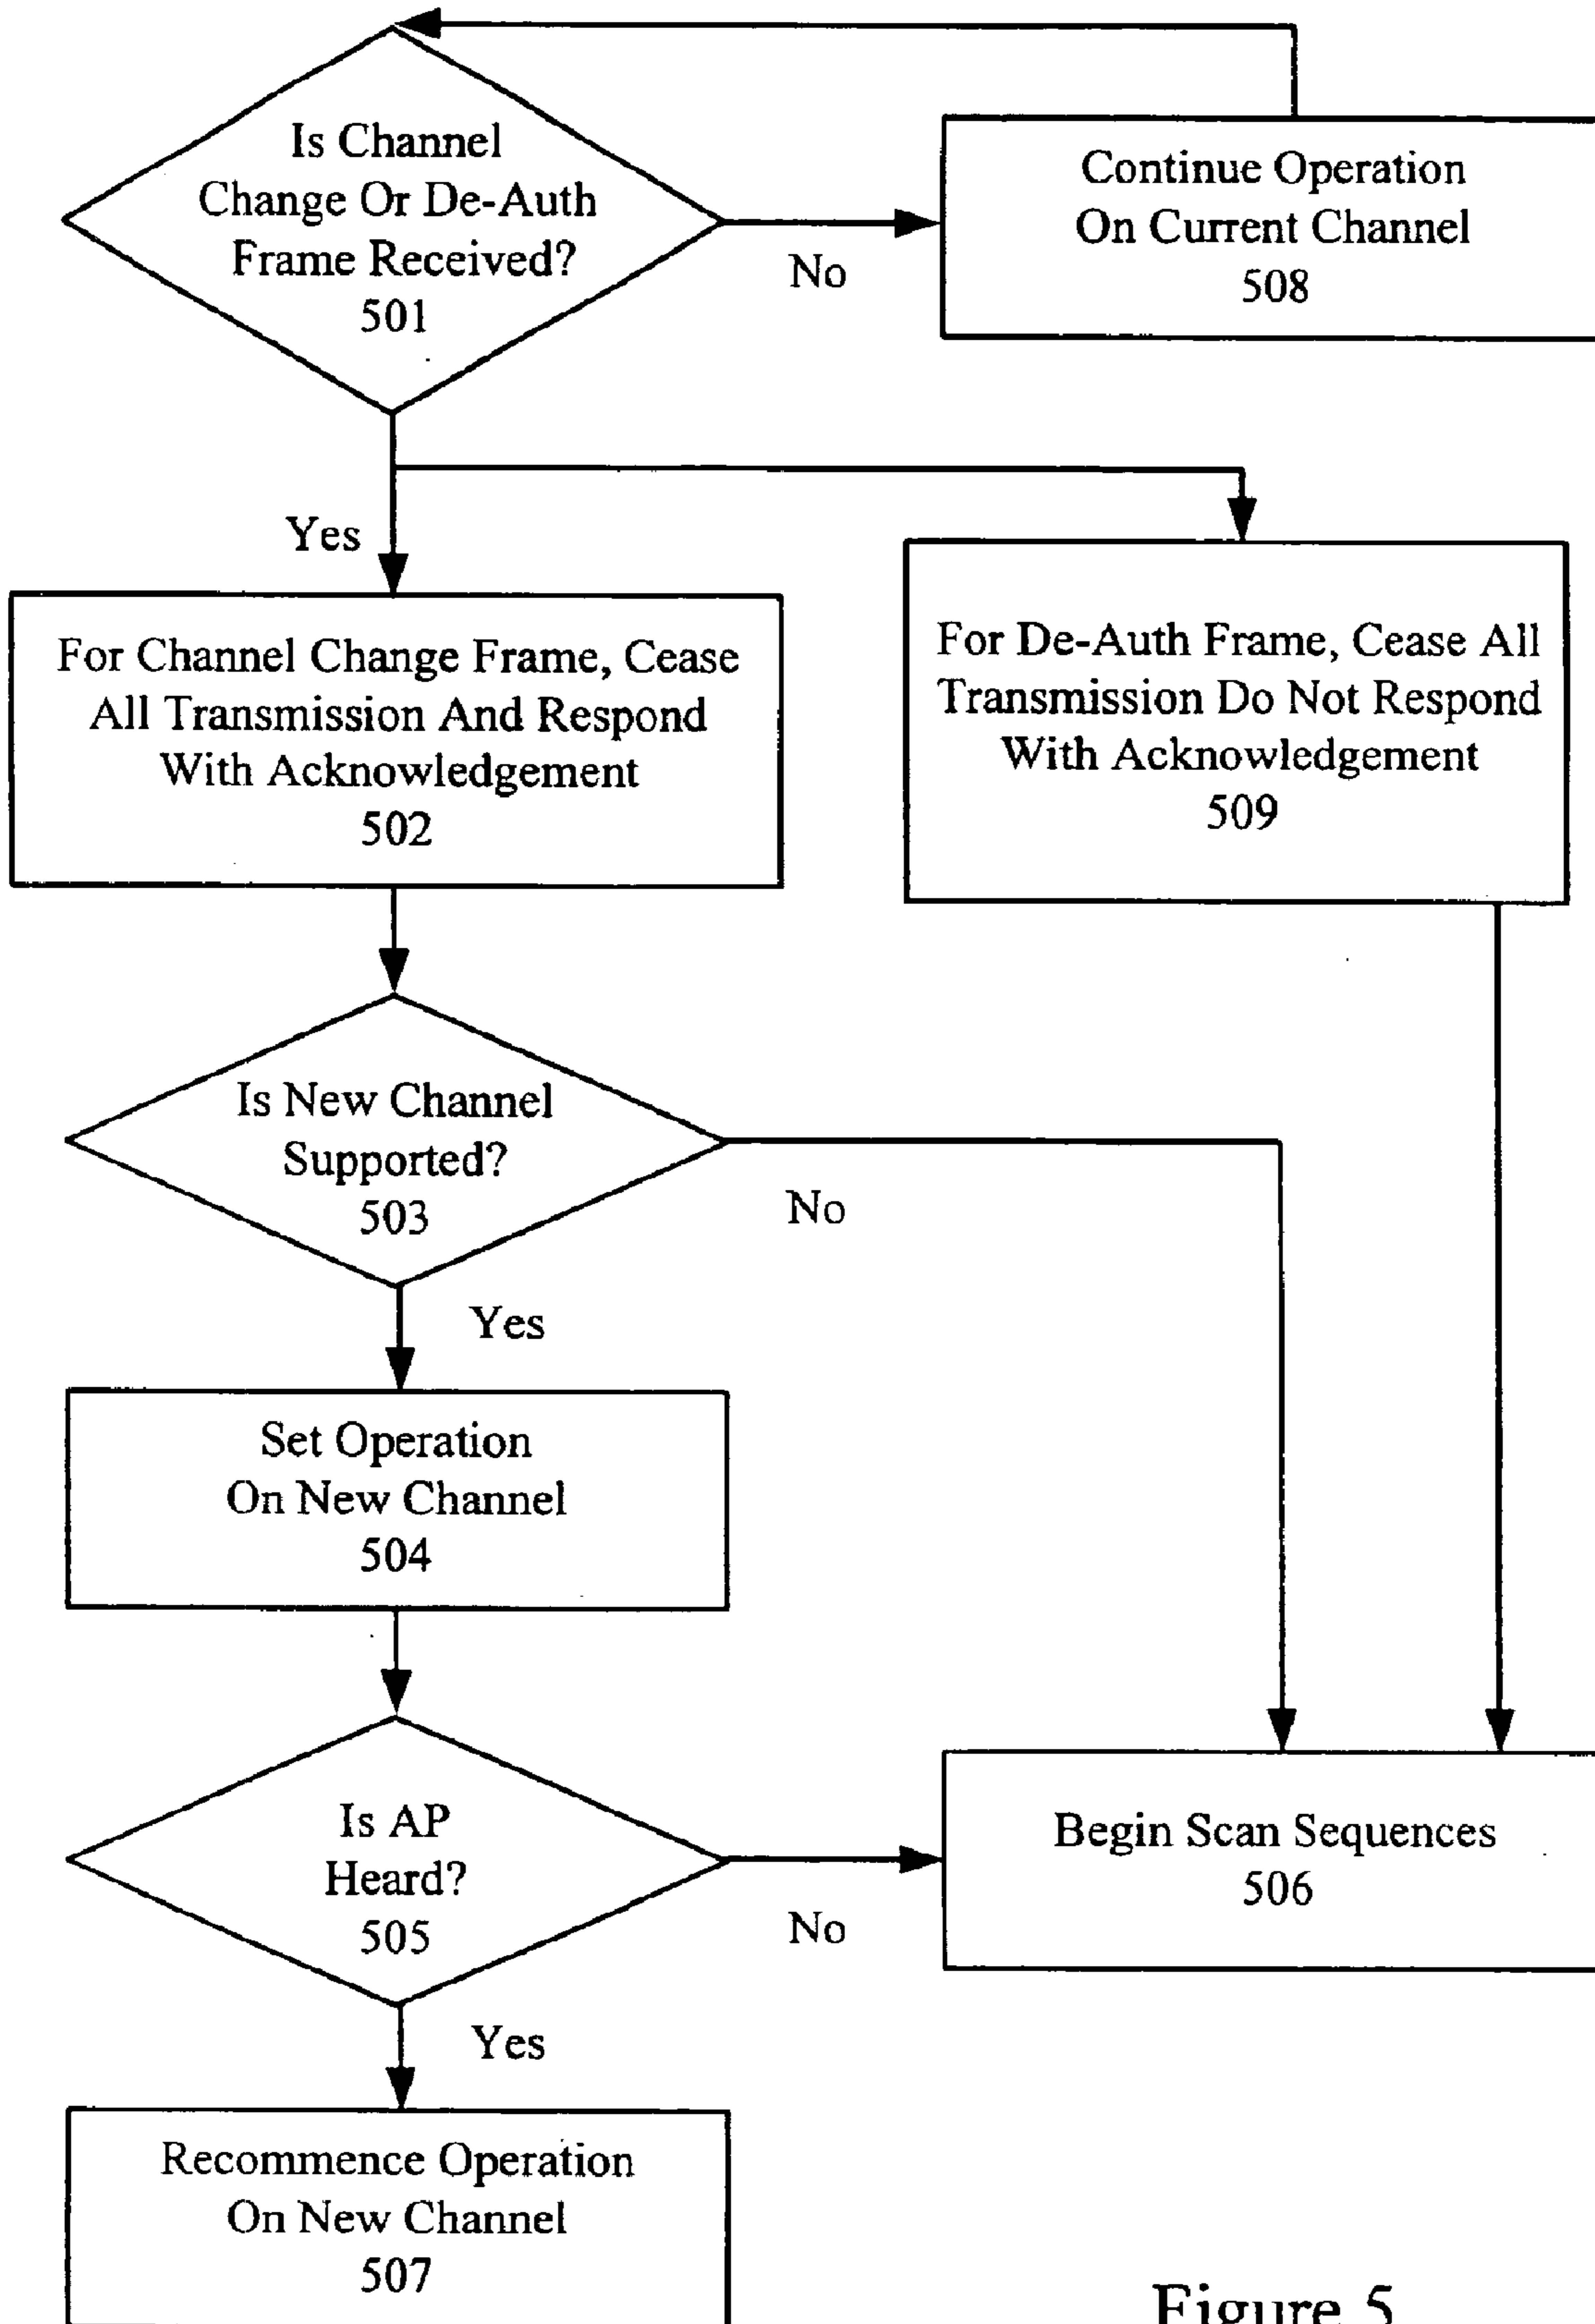 Is Channel
Change Or De-Auth
Frame Received?
501
No
Continue Operation
On Current Channel
508
Yes
For Channel Change Frame, Cease
All Transmission And Respond
With Acknowledgement
502
For De-Auth Frame, Cease All
Transmission Do Not Respond
With Acknowledgement
509
Is New Channel
Supported?
503
No
Yes
Set Operation
On New Channel
504
Is AP
Heard?
505
No
Begin Scan Sequences
506
Yes
Recommence Operation
On New Channel
507
Figure 5